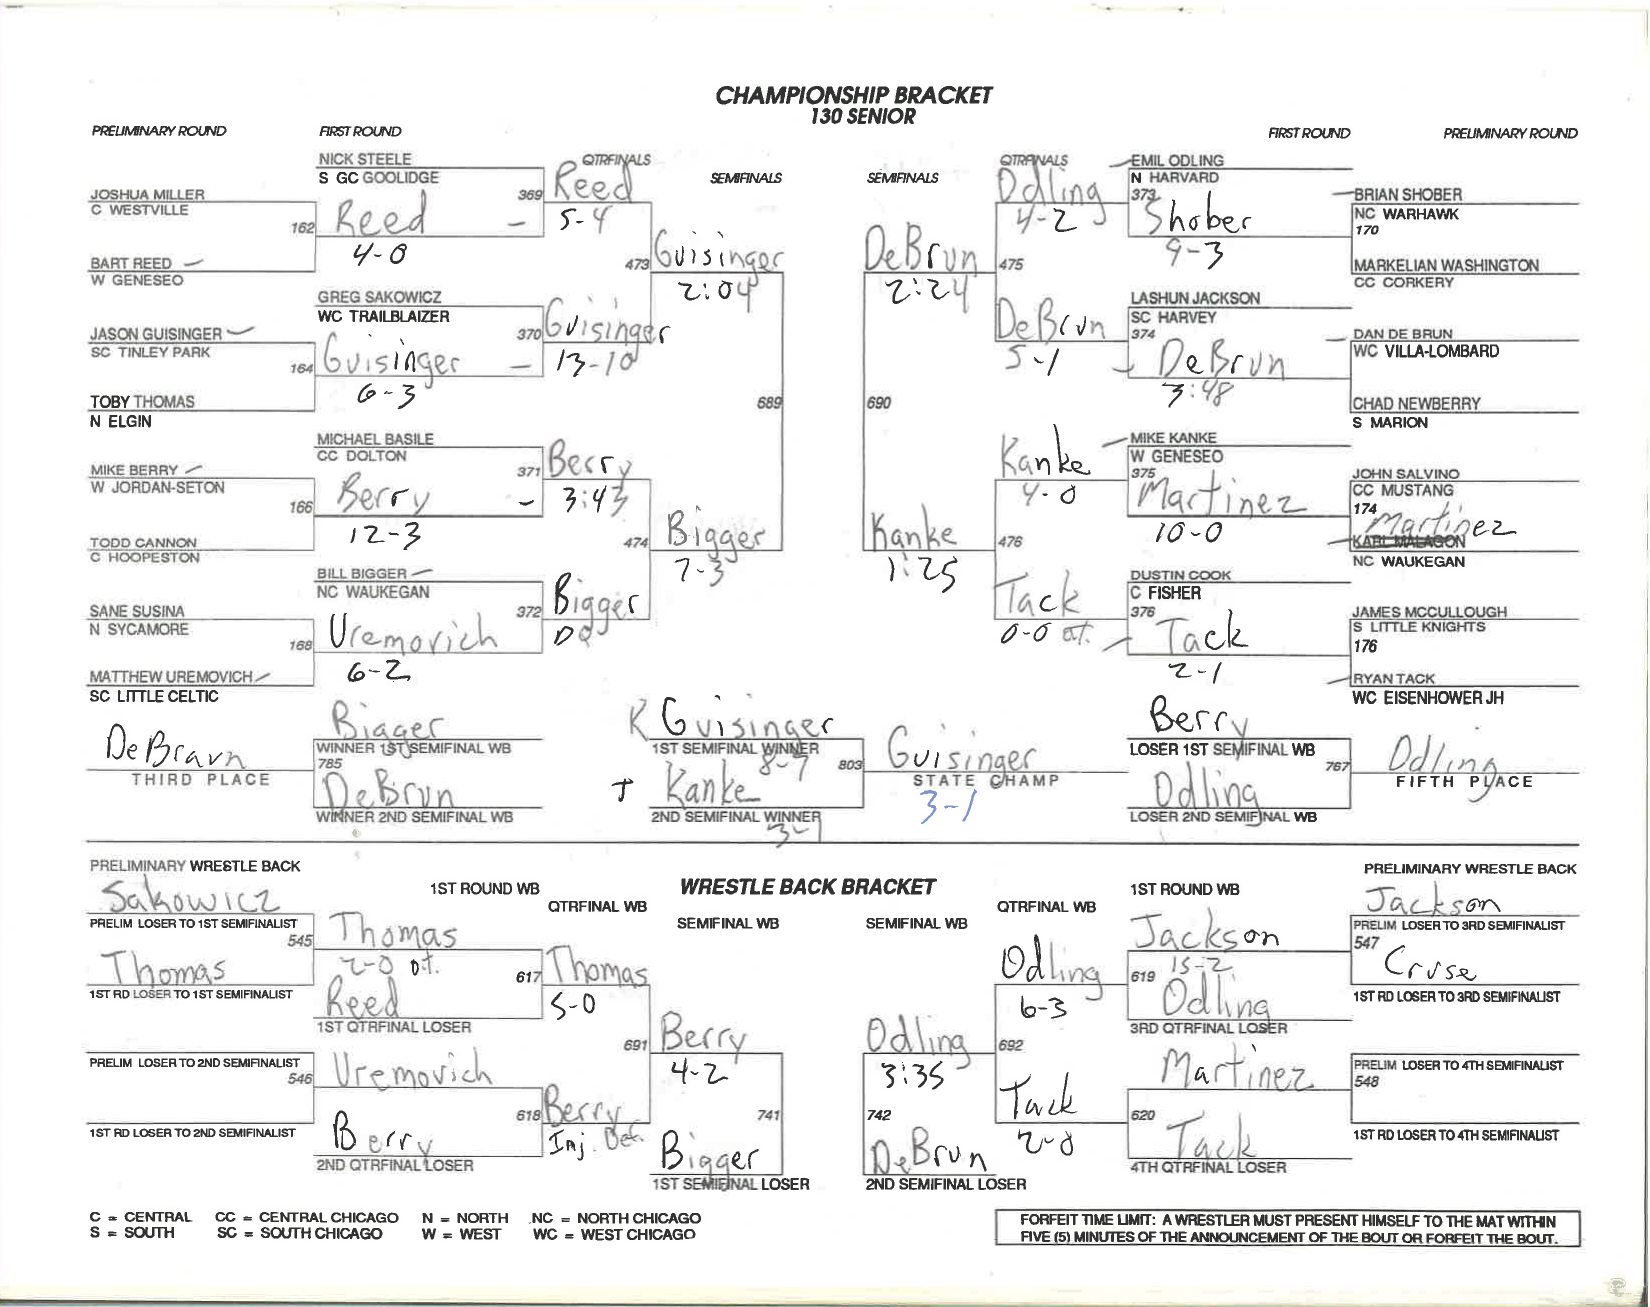 CHAMPIONSHIP BRACKET
130 SENIOR
PRELIMINARY ROUND
FIRST ROUND
QTRFINALS
SEMIFINALS
SEMIFINALS
QTRFINALS
FIRST ROUND
PRELIMINARY ROUND
JOSHUA MILLER
C WESTVILLE
162
BART REED
W GENESEO
JASON GUISINGER
SC TINLEY PARK
164
TOBY THOMAS
N ELGIN
MIKE BERRY
W JORDAN-SETON
166
TODD CANNON
C HOOPESTON
SANE SUSINA
N SYCAMORE
168
MATTHEW UREMOVICH
SC LITTLE CELTIC
NICK STEELE
S GC GOOLIDGE
369
Reed
4-0
GREG SAKOWICZ
WC TRAILBLAIZER
370
Guisinger
6-3
MICHAEL BASILE
CC DOLTON
371
Berry
12-3
BILL BIGGER
NC WAUKEGAN
372
Uremovich
6-2
Reed
5-4
473
Guisinger
13-10
Berry
3:43
474
Bigger
DQ
Guisinger
2:04
689
Bigger
7-3
DeBrun
2:24
690
Kanke
1:25
Odling
4-2
475
DeBrun
5-1
Kanke
4-0
476
Tack
0-0 o.t.
EMIL ODLING
N HARVARD
373
Shober
9-3
LASHUN JACKSON
SC HARVEY
374
DeBrun
3:48
MIKE KANKE
W GENESEO
375
Martinez
10-0
DUSTIN COOK
C FISHER
376
Tack
2-1
BRIAN SHOBER
NC WARHAWK
170
MARKELIAN WASHINGTON
CC CORKERY
DAN DE BRUN
WC VILLA-LOMBARD
CHAD NEWBERRY
S MARION
JOHN SALVINO
CC MUSTANG
174
Martinez
KARL MALAGON
NC WAUKEGAN
JAMES MCCULLOUGH
S LITTLE KNIGHTS
176
RYAN TACK
WC EISENHOWER JH
DeBravn
THIRD PLACE
Bigger
WINNER 1ST SEMIFINAL WB
785
DeBrun
WINNER 2ND SEMIFINAL WB
K Guisinger
1ST SEMIFINAL WINNER
8-7
803
T Kanke
2ND SEMIFINAL WINNER
3-1
Guisinger
STATE CHAMP
3-1
Berry
LOSER 1ST SEMIFINAL WB
767
Odling
LOSER 2ND SEMIFINAL WB
Odling
FIFTH PLACE
WRESTLE BACK BRACKET
PRELIMINARY WRESTLE BACK
1ST ROUND WB
QTRFINAL WB
SEMIFINAL WB
SEMIFINAL WB
QTRFINAL WB
1ST ROUND WB
PRELIMINARY WRESTLE BACK
Sakowicz
PRELIM LOSER TO 1ST SEMIFINALIST
545
Thomas
1ST RD LOSER TO 1ST SEMIFINALIST
PRELIM LOSER TO 2ND SEMIFINALIST
546
1ST RD LOSER TO 2ND SEMIFINALIST
Thomas
2-0 o.t.
617
Reed
1ST QTRFINAL LOSER
Uremovich
618
Berry
2ND QTRFINAL LOSER
Thomas
5-0
691
Berry
Inj. Def.
Berry
4-2
741
Bigger
1ST SEMIFINAL LOSER
Odling
3:35
742
DeBrun
2ND SEMIFINAL LOSER
Odling
6-3
692
Tack
2-0
Jackson
15-2
619
Odling
3RD QTRFINAL LOSER
Martinez
620
Tack
4TH QTRFINAL LOSER
Jackson
PRELIM LOSER TO 3RD SEMIFINALIST
547
Cruse
1ST RD LOSER TO 3RD SEMIFINALIST
PRELIM LOSER TO 4TH SEMIFINALIST
548
1ST RD LOSER TO 4TH SEMIFINALIST
C = CENTRAL CC = CENTRAL CHICAGO N = NORTH NC = NORTH CHICAGO
S = SOUTH SC = SOUTH CHICAGO W = WEST WC = WEST CHICAGO
FORFEIT TIME LIMIT: A WRESTLER MUST PRESENT HIMSELF TO THE MAT WITHIN
FIVE (5) MINUTES OF THE ANNOUNCEMENT OF THE BOUT OR FORFEIT THE BOUT.